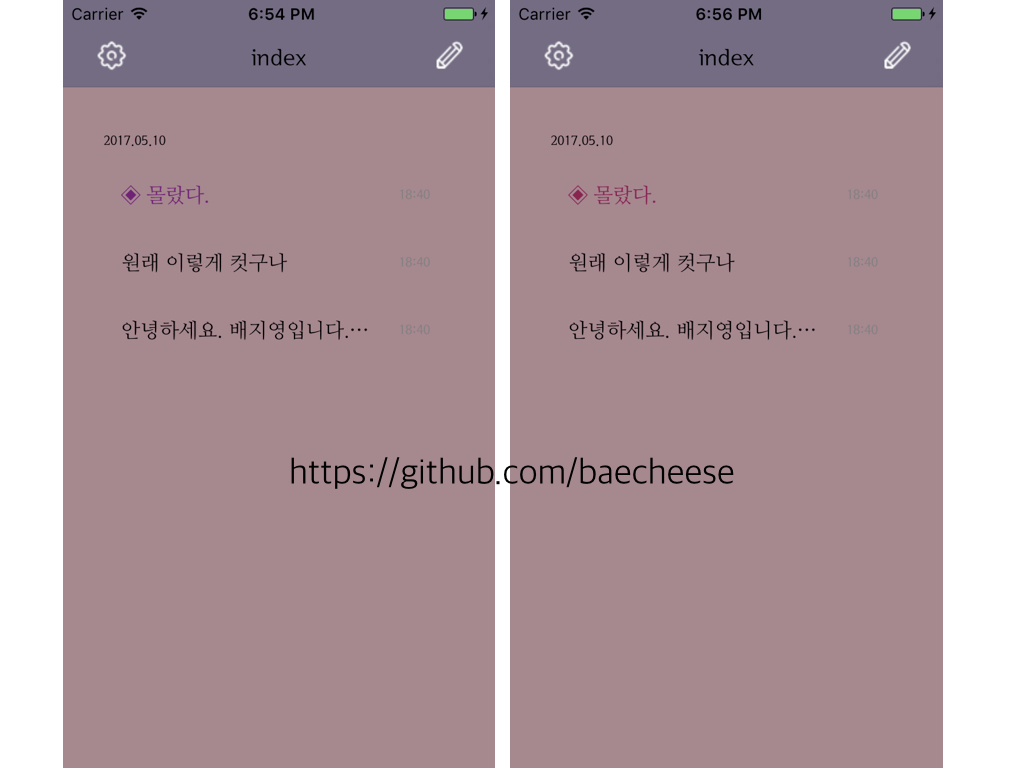 Carrier 6:54 PM
index
2017.05.10
◈ 몰랐다. 18:40
원래 이렇게 컷구나 18:40
안녕하세요. 배지영입니다.… 18:40
Carrier 6:56 PM
index
2017.05.10
◈ 몰랐다. 18:40
원래 이렇게 컷구나 18:40
안녕하세요. 배지영입니다.… 18:40
https://github.com/baecheese